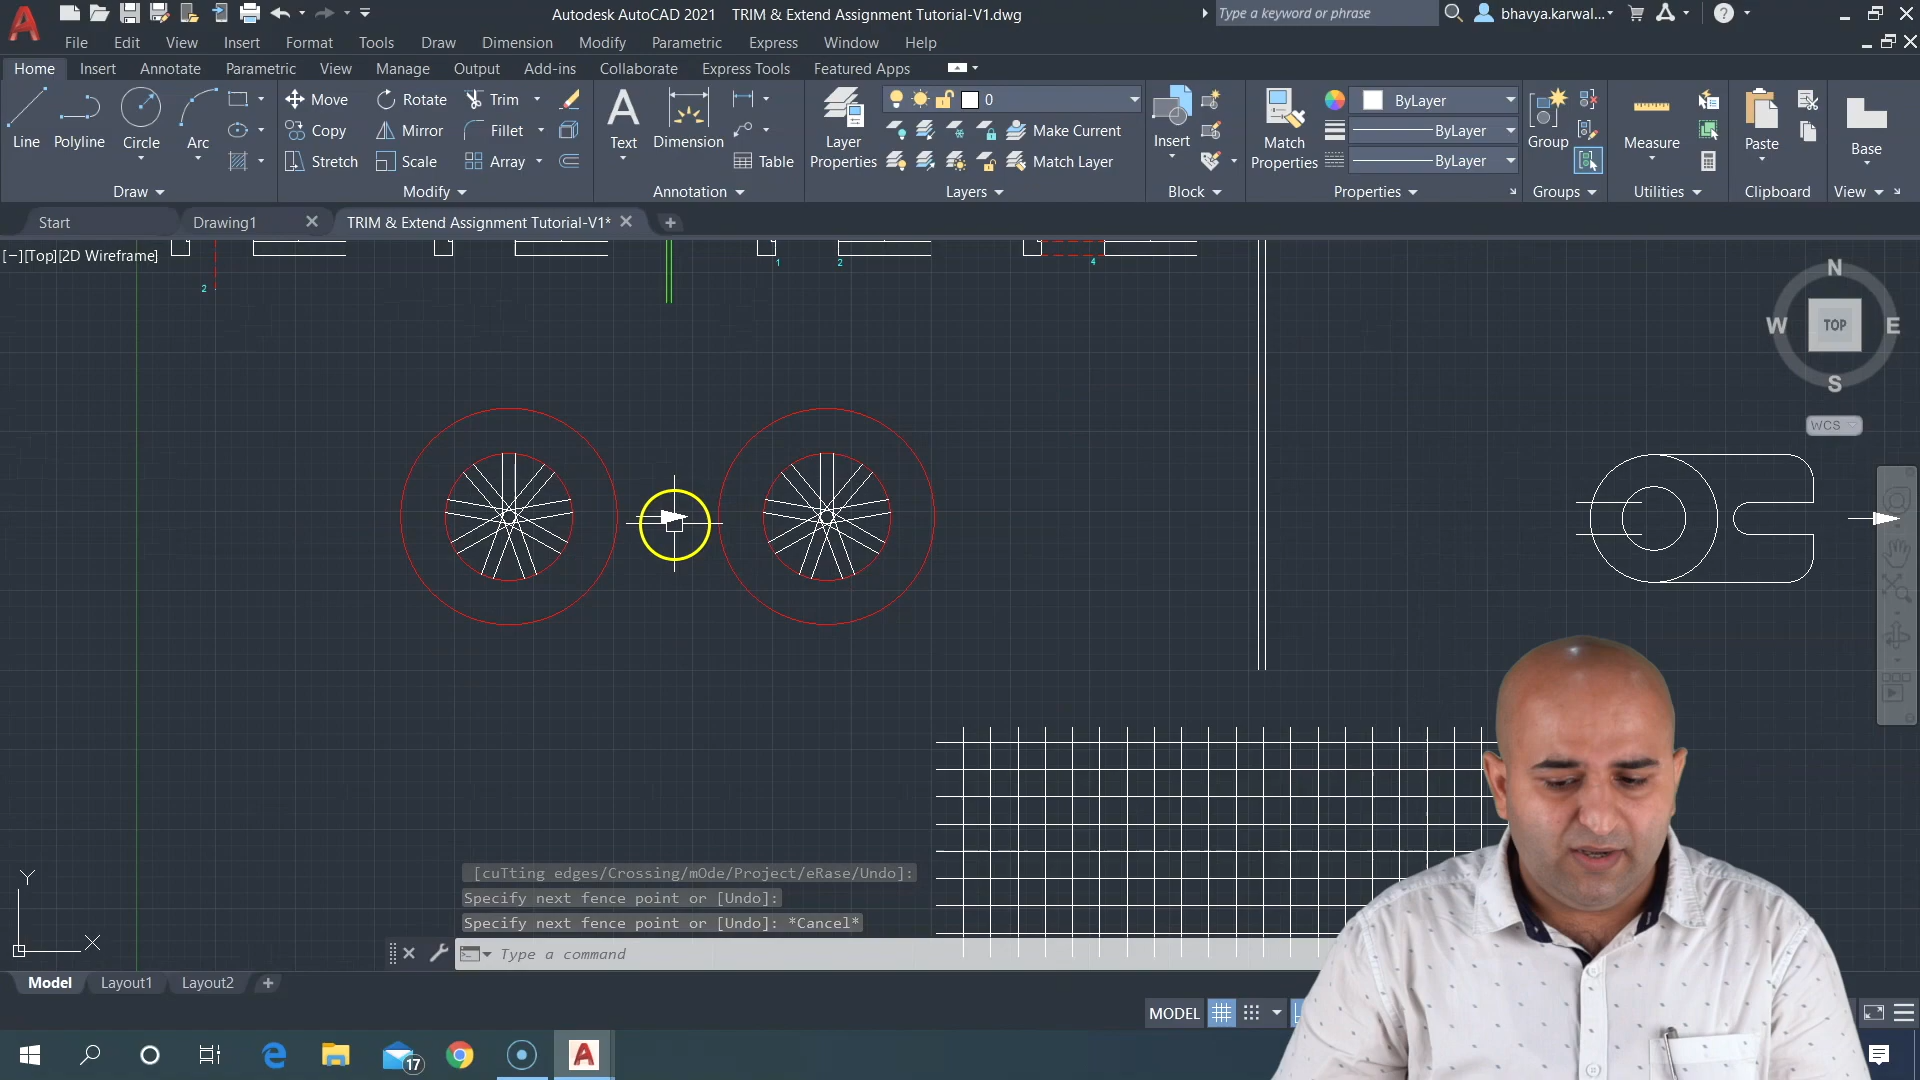 Autodesk AutoCAD 2021 TRIM & Extend Assignment Tutorial-V1.dwg
Type a keyword or phrase
bhavya.karwal...
File Edit View Insert Format Tools Draw Dimension Modify Parametric Express Window Help
Home Insert Annotate Parametric View Manage Output Add-ins Collaborate Express Tools Featured Apps
Line Polyline Circle Arc
Move Rotate Trim
Copy Mirror Fillet
Stretch Scale Array
Text Dimension Table
Layer Properties
0
Make Current
Match Layer
Insert
Match Properties
ByLayer
ByLayer
ByLayer
Group
Measure
Paste
Base
Draw Modify Annotation Layers Block Properties Groups Utilities Clipboard View
Start Drawing1 TRIM & Extend Assignment Tutorial-V1*
[−][Top][2D Wireframe]
2
1
2
4
N
W TOP E
S
WCS
[cuTting edges/Crossing/mOde/Project/eRase/Undo]:
Specify next fence point or [Undo]:
Specify next fence point or [Undo]: *Cancel*
Type a command
Y
X
Model Layout1 Layout2
MODEL
17